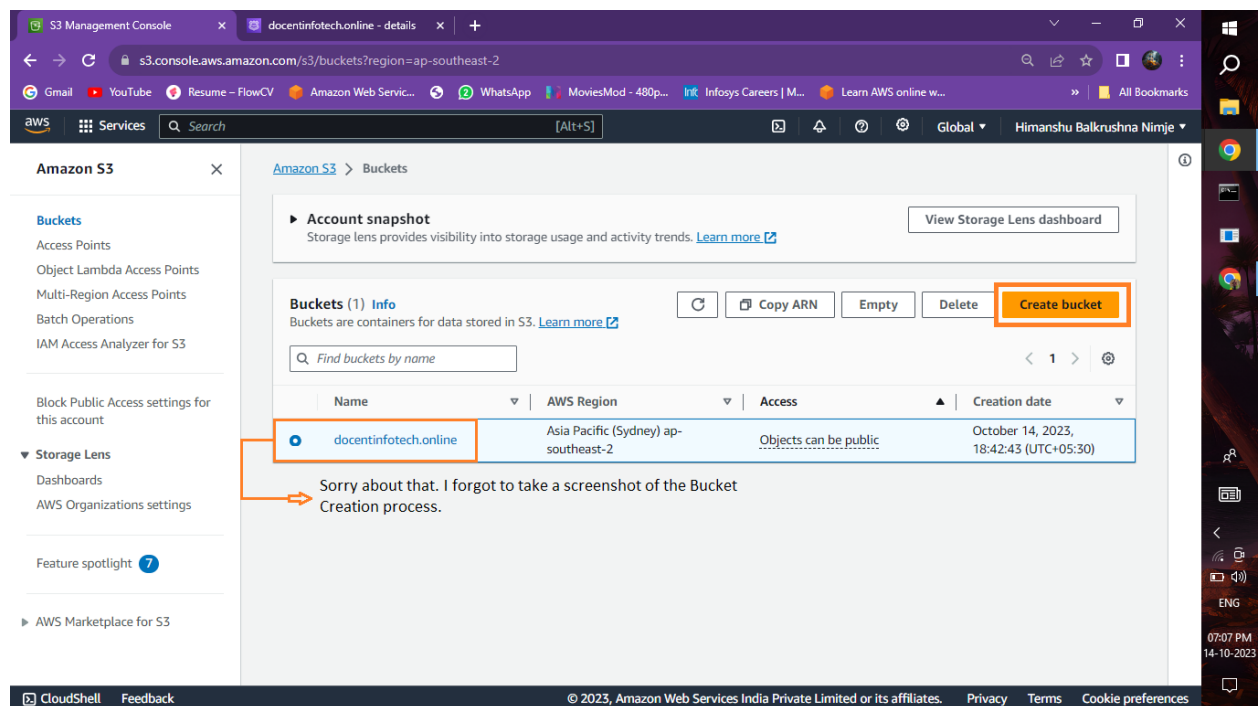 S3 Management Console
docentinfotech.online - details
s3.console.aws.amazon.com/s3/buckets?region=ap-southeast-2
Gmail YouTube Resume – FlowCV Amazon Web Servic... WhatsApp MoviesMod - 480p... Infosys Careers | M... Learn AWS online w... » All Bookmarks
aws Services Search [Alt+S] Global Himanshu Balkrushna Nimje
Amazon S3
Buckets
Access Points
Object Lambda Access Points
Multi-Region Access Points
Batch Operations
IAM Access Analyzer for S3
Block Public Access settings for
this account
Storage Lens
Dashboards
AWS Organizations settings
Feature spotlight 7
AWS Marketplace for S3
Amazon S3 > Buckets
Account snapshot
Storage lens provides visibility into storage usage and activity trends. Learn more
View Storage Lens dashboard
Buckets (1) Info
Buckets are containers for data stored in S3. Learn more
Copy ARN Empty Delete Create bucket
Find buckets by name
< 1 >
Name AWS Region Access Creation date
docentinfotech.online
Asia Pacific (Sydney) ap-
southeast-2
Objects can be public
October 14, 2023,
18:42:43 (UTC+05:30)
Sorry about that. I forgot to take a screenshot of the Bucket
Creation process.
CloudShell Feedback © 2023, Amazon Web Services India Private Limited or its affiliates. Privacy Terms Cookie preferences
ENG
07:07 PM
14-10-2023